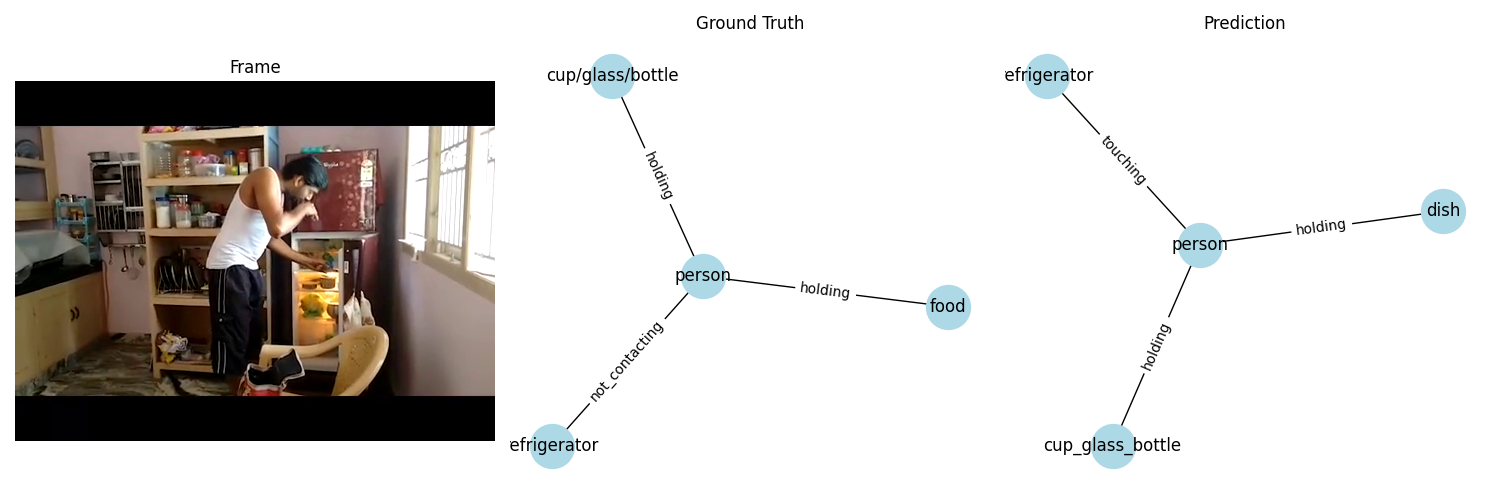 Frame
Ground Truth
cup/glass/bottle
holding
person
holding
food
not_contacting
efrigerator
Prediction
efrigerator
touching
person
holding
dish
holding
cup_glass_bottle